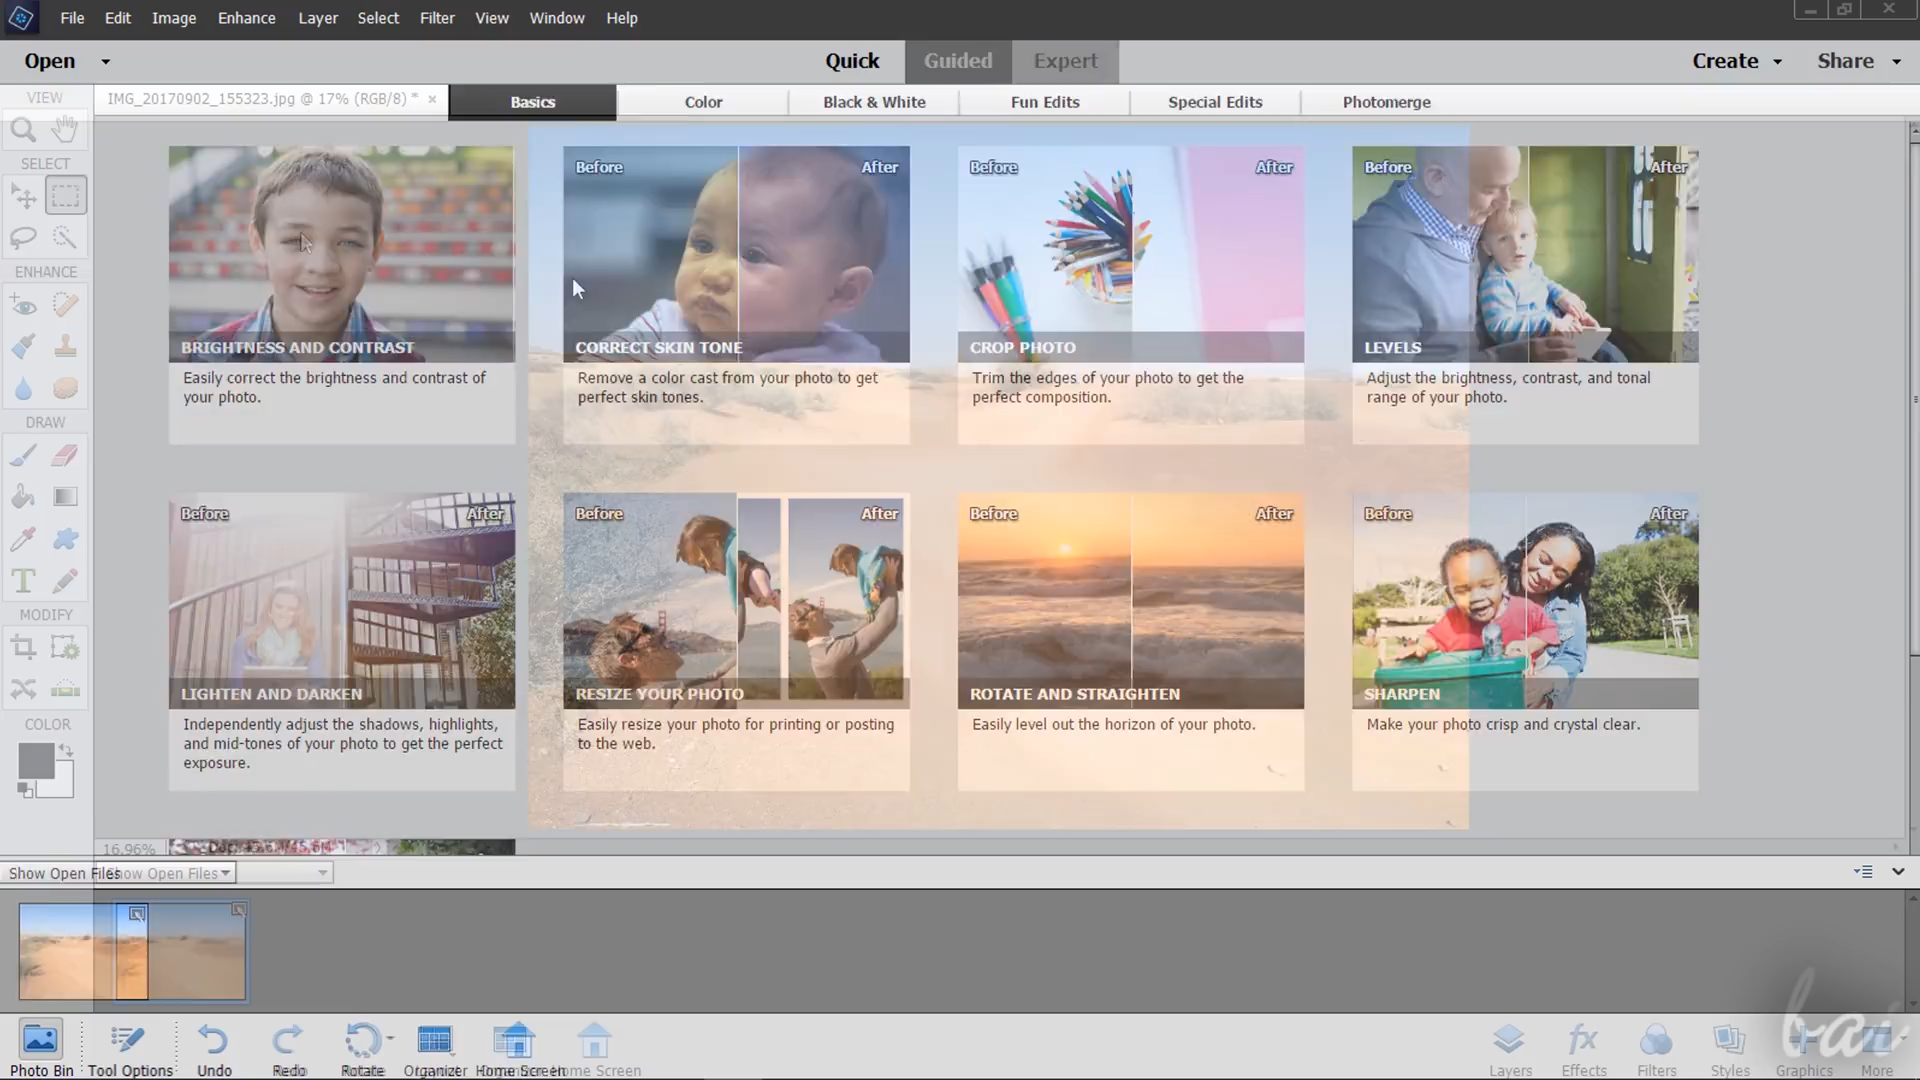 File Edit Image Enhance Layer Select Filter View Window Help
Open Quick Guided Expert Create Share
VIEW IMG_20170902_155323.jpg @ 17% (RGB/8) * × Basics Color Black & White Fun Edits Special Edits Photomerge
SELECT
ENHANCE
DRAW
MODIFY
COLOR
BRIGHTNESS AND CONTRAST
Easily correct the brightness and contrast of
your photo.
Before After
CORRECT SKIN TONE
Remove a color cast from your photo to get
perfect skin tones.
Before After
CROP PHOTO
Trim the edges of your photo to get the
perfect composition.
Before After
LEVELS
Adjust the brightness, contrast, and tonal
range of your photo.
Before After
LIGHTEN AND DARKEN
Independently adjust the shadows, highlights,
and mid-tones of your photo to get the perfect
exposure.
Before After
RESIZE YOUR PHOTO
Easily resize your photo for printing or posting
to the web.
Before After
ROTATE AND STRAIGHTEN
Easily level out the horizon of your photo.
Before After
SHARPEN
Make your photo crisp and crystal clear.
16.96%
Show Open Files Show Open Files
Photo Bin Tool Options Undo Redo Rotate Organizer Home Screen Home Screen Layers Effects Filters Styles Graphics More
bai